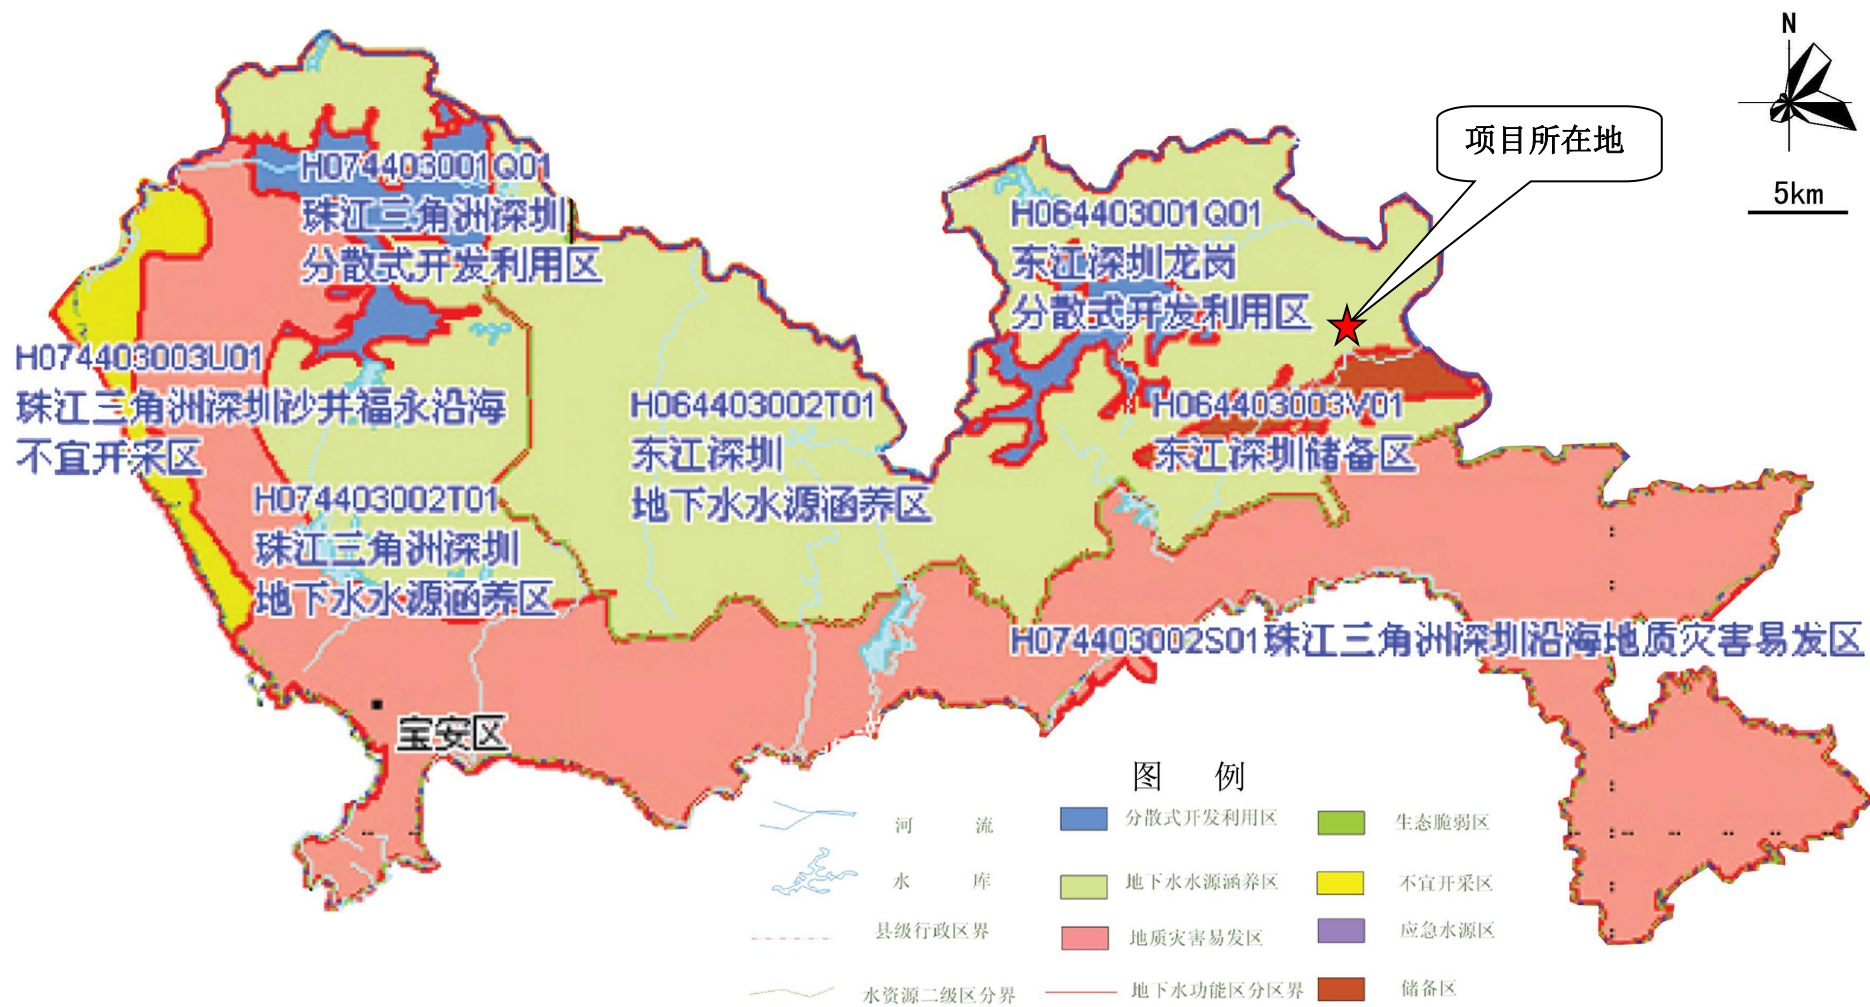 N
项目所在地
5km
H074403001Q01
珠江三角洲深圳
分散式开发利用区
H064403001Q01
东江深圳龙岗
分散式开发利用区
H074403003U01
珠江三角洲深圳沙井福永沿海
不宜开采区
H064403002T01
东江深圳
地下水水源涵养区
H064403003V01
东江深圳储备区
H074403002T01
珠江三角洲深圳
地下水水源涵养区
H074403002S01珠江三角洲深圳沿海地质灾害易发区
宝安区
图 例
河 流
分散式开发利用区
生态脆弱区
水 库
地下水水源涵养区
不宜开采区
县级行政区界
地质灾害易发区
应急水源区
水资源二级区分界
地下水功能区分区界
储备区